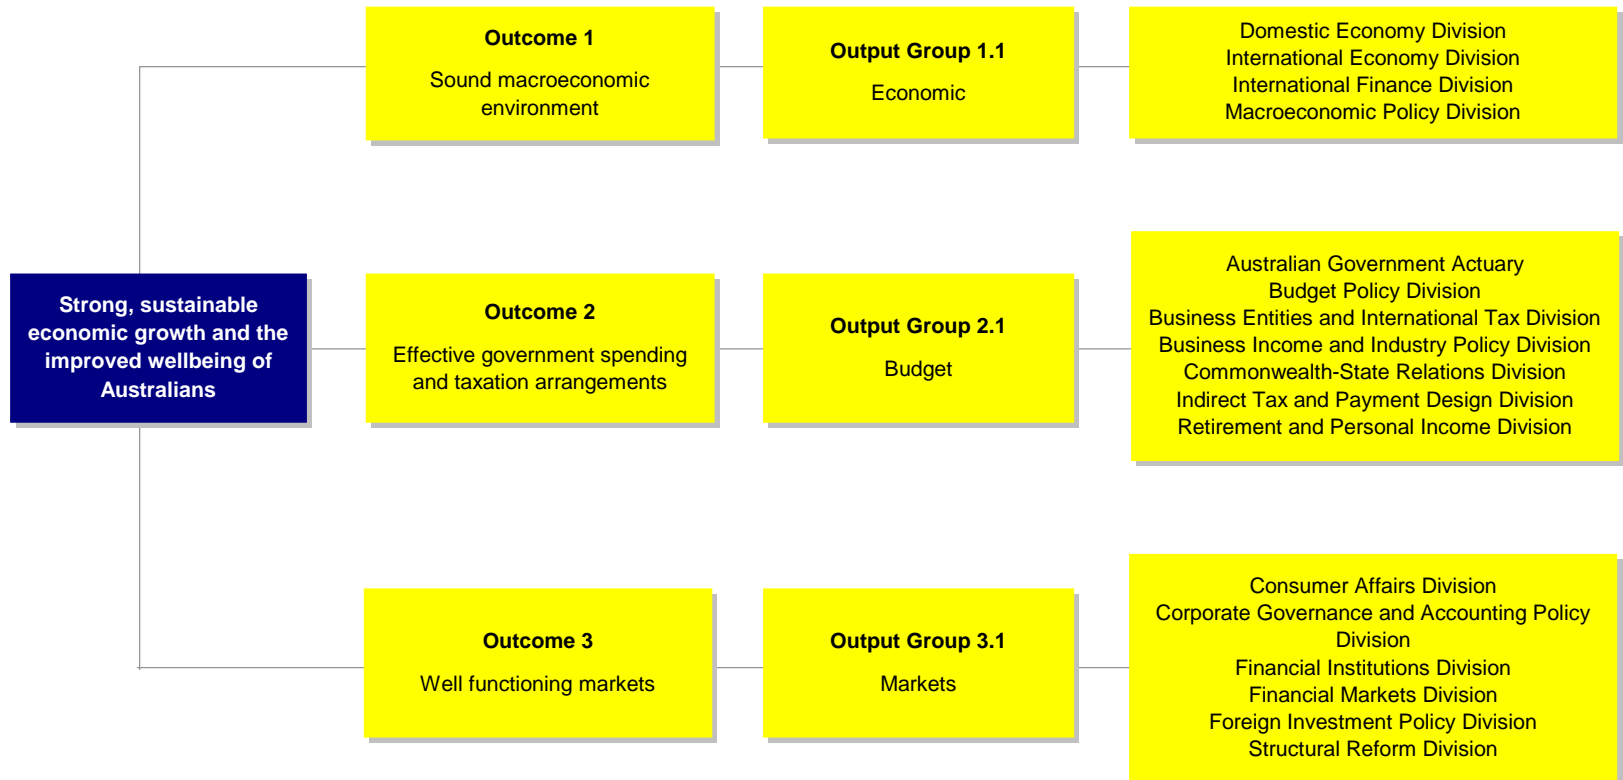 Strong, sustainable
economic growth and the
improved wellbeing of
Australians
Outcome 1
Sound macroeconomic
environment
Output Group 1.1
Economic
Domestic Economy Division
International Economy Division
International Finance Division
Macroeconomic Policy Division
Outcome 2
Effective government spending
and taxation arrangements
Output Group 2.1
Budget
Australian Government Actuary
Budget Policy Division
Business Entities and International Tax Division
Business Income and Industry Policy Division
Commonwealth-State Relations Division
Indirect Tax and Payment Design Division
Retirement and Personal Income Division
Outcome 3
Well functioning markets
Output Group 3.1
Markets
Consumer Affairs Division
Corporate Governance and Accounting Policy
Division
Financial Institutions Division
Financial Markets Division
Foreign Investment Policy Division
Structural Reform Division